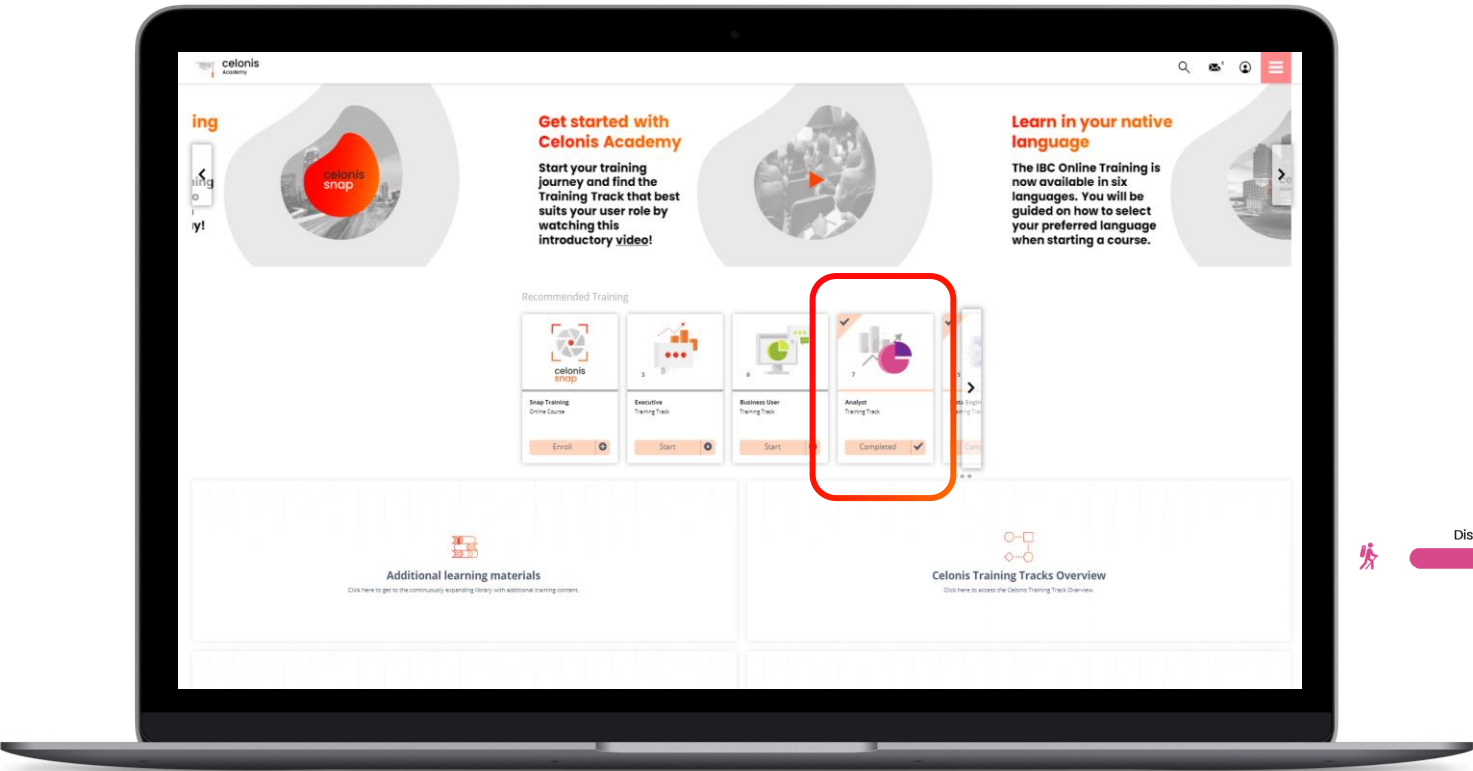 celonis
Academy
ing
y!
celonis
snap
Get started with
Celonis Academy
Start your training
journey and find the
Training Track that best
suits your user role by
watching this
introductory video!
Learn in your native
language
The IBC Online Training is
now available in six
languages. You will be
guided on how to select
your preferred language
when starting a course.
Recommended Training
celonis
snap
Snap Training
Online Course
Enroll
3
Executive
Training Track
Start
6
Business User
Training Track
Start
7
Analyst
Training Track
Completed
Additional learning materials
Click here to get to the continuously expanding library with additional training content.
Celonis Training Tracks Overview
Click here to access the Celonis Training Track Overview.
Dis